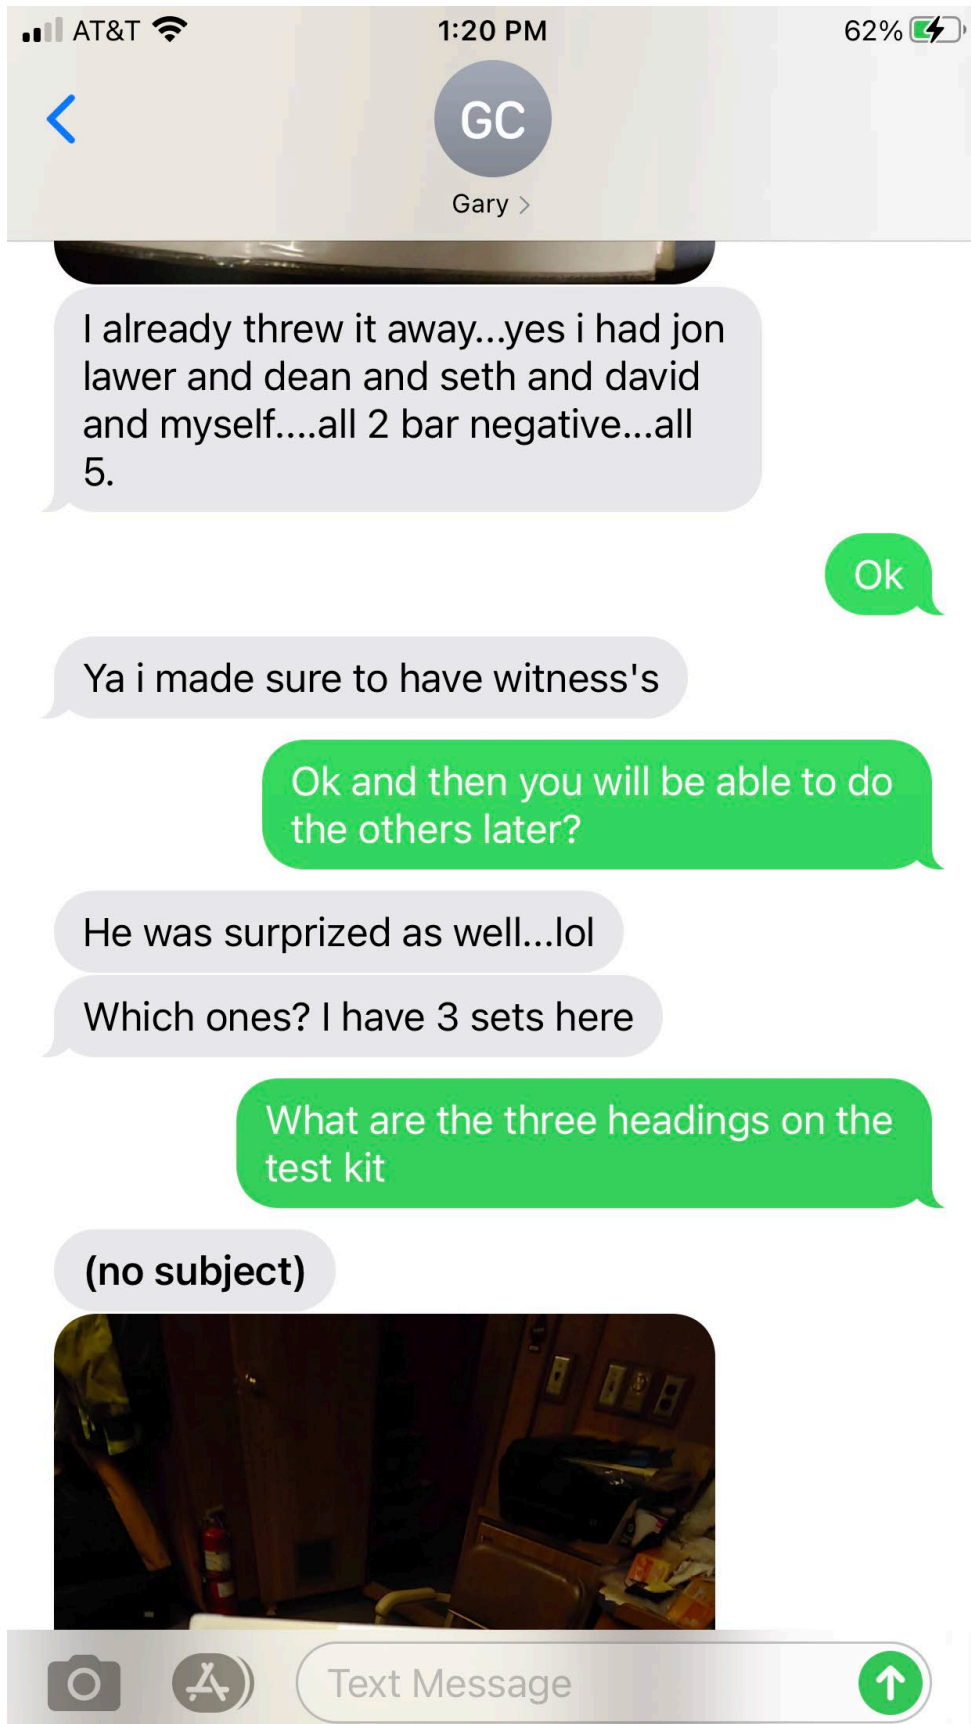 AT&T 1:20 PM 62%
GC
Gary
I already threw it away...yes i had jon
lawer and dean and seth and david
and myself....all 2 bar negative...all
5.
Ok
Ya i made sure to have witness's
Ok and then you will be able to do
the others later?
He was surprized as well...lol
Which ones? I have 3 sets here
What are the three headings on the
test kit
(no subject)
Text Message